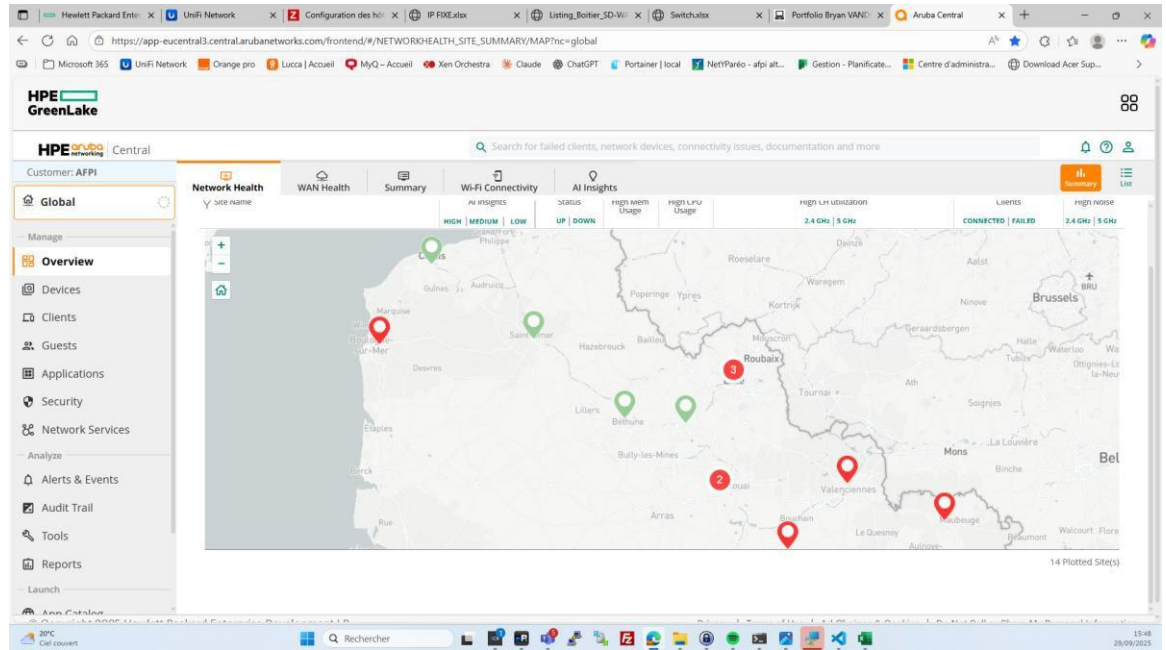 Hewlett Packard Enter
UniFi Network
Configuration des hôt
IP FIXE.xlsx
Listing_Boitier_SD-WA
Switch.xlsx
Portfolio Bryan VAND
Aruba Central
https://app-eucentral3.central.arubanetworks.com/frontend/#/NETWORKHEALTH_SITE_SUMMARY/MAP?nc=global
Microsoft 365
UniFi Network
Orange pro
Lucca | Accueil
MyQ – Accueil
Xen Orchestra
Claude
ChatGPT
Portainer | local
NetYParéo - afpi alt...
Gestion - Planificate...
Centre d'administra...
Download Acer Sup...
HPE
GreenLake
HPE aruba networking Central
Search for failed clients, network devices, connectivity issues, documentation and more
Customer: AFPI
Network Health
WAN Health
Summary
Wi-Fi Connectivity
AI Insights
Summary
List
Global
Site Name
AI Insights
Status
High Mem Usage
High CPU Usage
High CH Utilization
Clients
High Noise
HIGH | MEDIUM | LOW
UP | DOWN
2.4 GHz | 5 GHz
CONNECTED | FAILED
2.4 GHz | 5 GHz
Manage
Overview
Devices
Clients
Guests
Applications
Security
Network Services
Analyze
Alerts & Events
Audit Trail
Tools
Reports
Launch
App Catalog
+
−
Philippe
Deinze
Roeselare
Aalst
Guînes
Audruicq
Waregem
BRU
Poperinge
Ypres
Brussels
Marquise
Kortrijk
Ninove
Geraardsbergen
sur-Mer
Hazebrouck
Bailleul
Mouscron
Halle
Waterloo
Tubize
Roubaix
Ottignies-Lo
la-Neuv
Desvres
3
Ath
Tournai
Lillers
Soignies
Béthune
Étaples
La Louvière
Bully-les-Mines
Mons
Bel
Binche
Berck
2
Valenciennes
Arras
Bouchain
Maubeuge
Rue
Le Quesnoy
Beaumont
Walcourt
Flore
Aulnoye-
14 Plotted Site(s)
20°C
Ciel couvert
Rechercher
15:48
29/09/2025